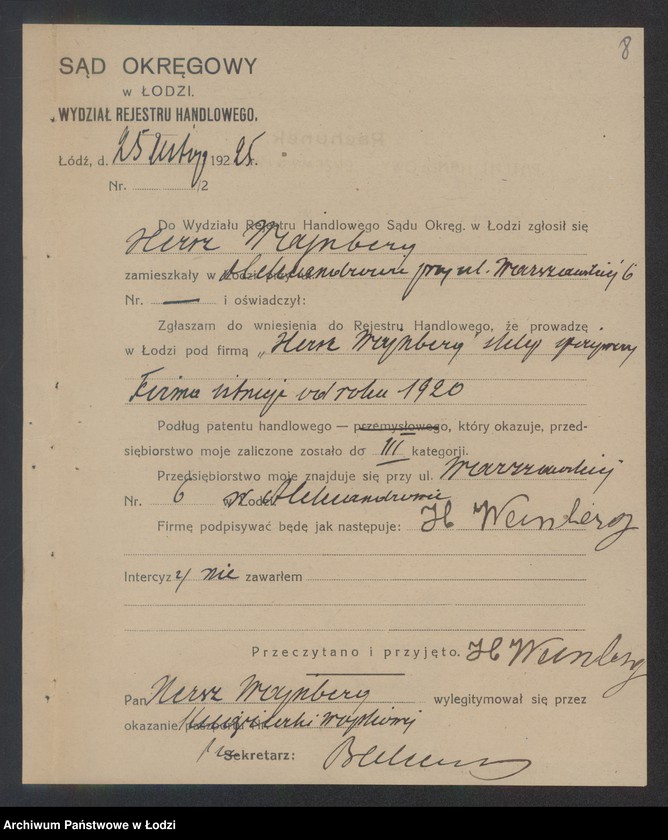 8
SĄD OKRĘGOWY
w ŁODZI.
WYDZIAŁ REJESTRU HANDLOWEGO.
Łódź, d. 25 lutego 1925 r.
Nr. /2
Do Wydziału Rejestru Handlowego Sądu Okręg. w Łodzi zgłosił się
Hersz Wajnberg
zamieszkały w Aleksandrowie przy ul. Warszawskiej 6
Nr. — i oświadczył:
Zgłaszam do wniesienia do Rejestru Handlowego, że prowadzę
w Łodzi pod firmą „Hersz Wajnberg" sklep spożywczy
Firma istnieje od roku 1920
Podług patentu handlowego — przemysłowego, który okazuje, przed-
siębiorstwo moje zaliczone zostało do III kategorji.
Przedsiębiorstwo moje znajduje się przy ul. Warszawskiej
Nr. 6 w Aleksandrowie
Firmę podpisywać będę jak następuje: H Weinberg
Intercyzy nie zawarłem
Przeczytano i przyjęto. H Weinberg
Pan Hersz Wajnberg wylegitymował się przez
okazanie książeczki wojskowej
Sekretarz:
Archiwum Państwowe w Łodzi